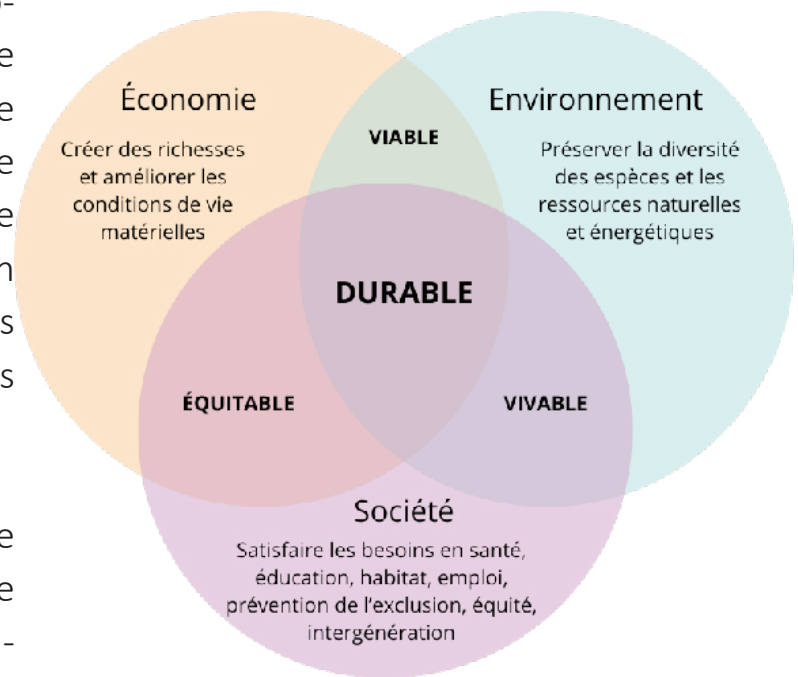 Économie
Créer des richesses
et améliorer les
conditions de vie
matérielles
VIABLE
Environnement
Préserver la diversité
des espèces et les
ressources naturelles
et énergétiques
DURABLE
ÉQUITABLE
VIVABLE
Société
Satisfaire les besoins en santé,
éducation, habitat, emploi,
prévention de l’exclusion, équité,
intergénération